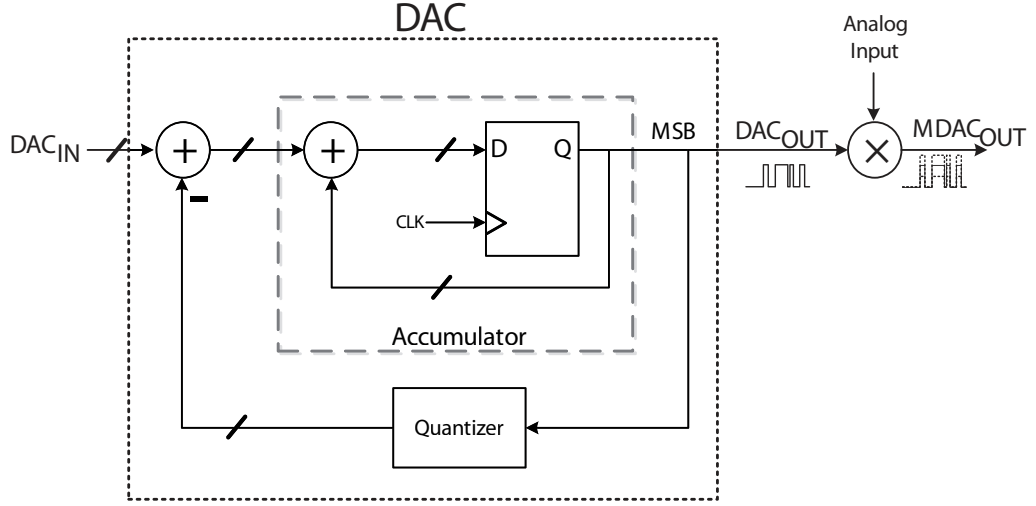 DAC
Analog
Input
DACIN
+
+
D
Q
MSB
DACOUT
×
MDACOUT
CLK
Accumulator
Quantizer